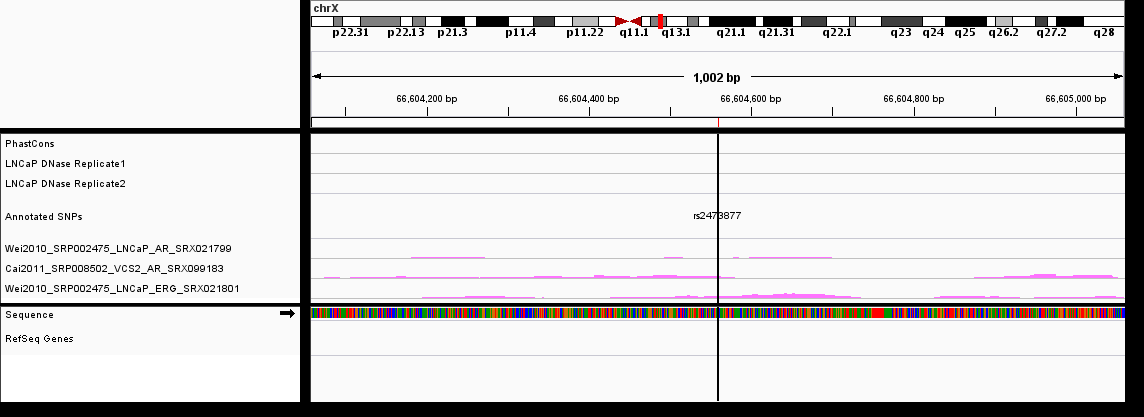 chrX
p22.31 p22.13 p21.3 p11.4 p11.22 q11.1 q13.1 q21.1 q21.31 q22.1 q23 q24 q25 q26.2 q27.2 q28
1,002 bp
66,604,200 bp 66,604,400 bp 66,604,600 bp 66,604,800 bp 66,605,000 bp
PhastCons
LNCaP DNase Replicate1
LNCaP DNase Replicate2
Annotated SNPs
Wei2010_SRP002475_LNCaP_AR_SRX021799
Cai2011_SRP008502_VCS2_AR_SRX099183
Wei2010_SRP002475_LNCaP_ERG_SRX021801
Sequence
RefSeq Genes